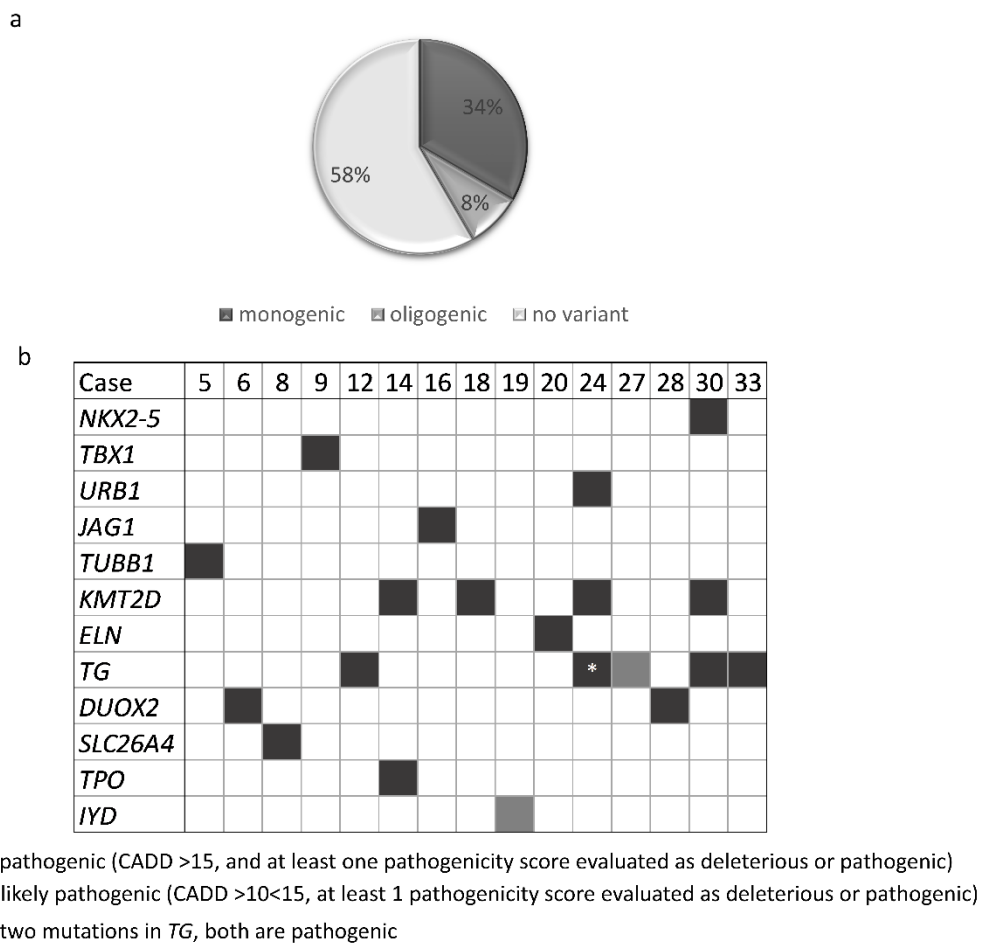 a
34%
58%
8%
monogenic oligogenic no variant
b
Case 5 6 8 9 12 14 16 18 19 20 24 27 28 30 33
NKX2-5
TBX1
URB1
JAG1
TUBB1
KMT2D
ELN
TG *
DUOX2
SLC26A4
TPO
IYD
pathogenic (CADD >15, and at least one pathogenicity score evaluated as deleterious or pathogenic)
likely pathogenic (CADD >10<15, at least 1 pathogenicity score evaluated as deleterious or pathogenic)
two mutations in TG, both are pathogenic